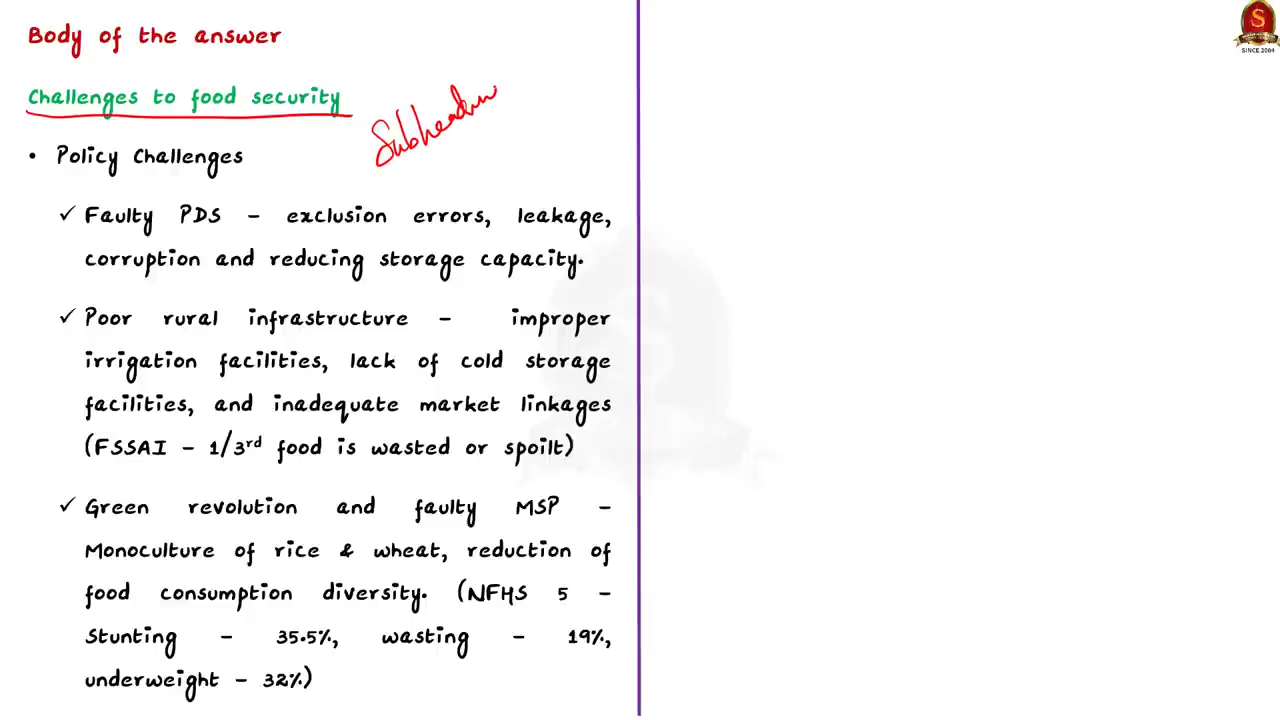 Body of the answer
Challenges to food security
Subheadin
• Policy Challenges
✓ Faulty PDS – exclusion errors, leakage,
corruption and reducing storage capacity.
✓ Poor rural infrastructure – improper
irrigation facilities, lack of cold storage
facilities, and inadequate market linkages
(FSSAI – 1/3rd food is wasted or spoilt)
✓ Green revolution and faulty MSP –
Monoculture of rice & wheat, reduction of
food consumption diversity. (NFHS 5 –
Stunting – 35.5%, wasting – 19%,
underweight – 32%)
S
SINCE 2004